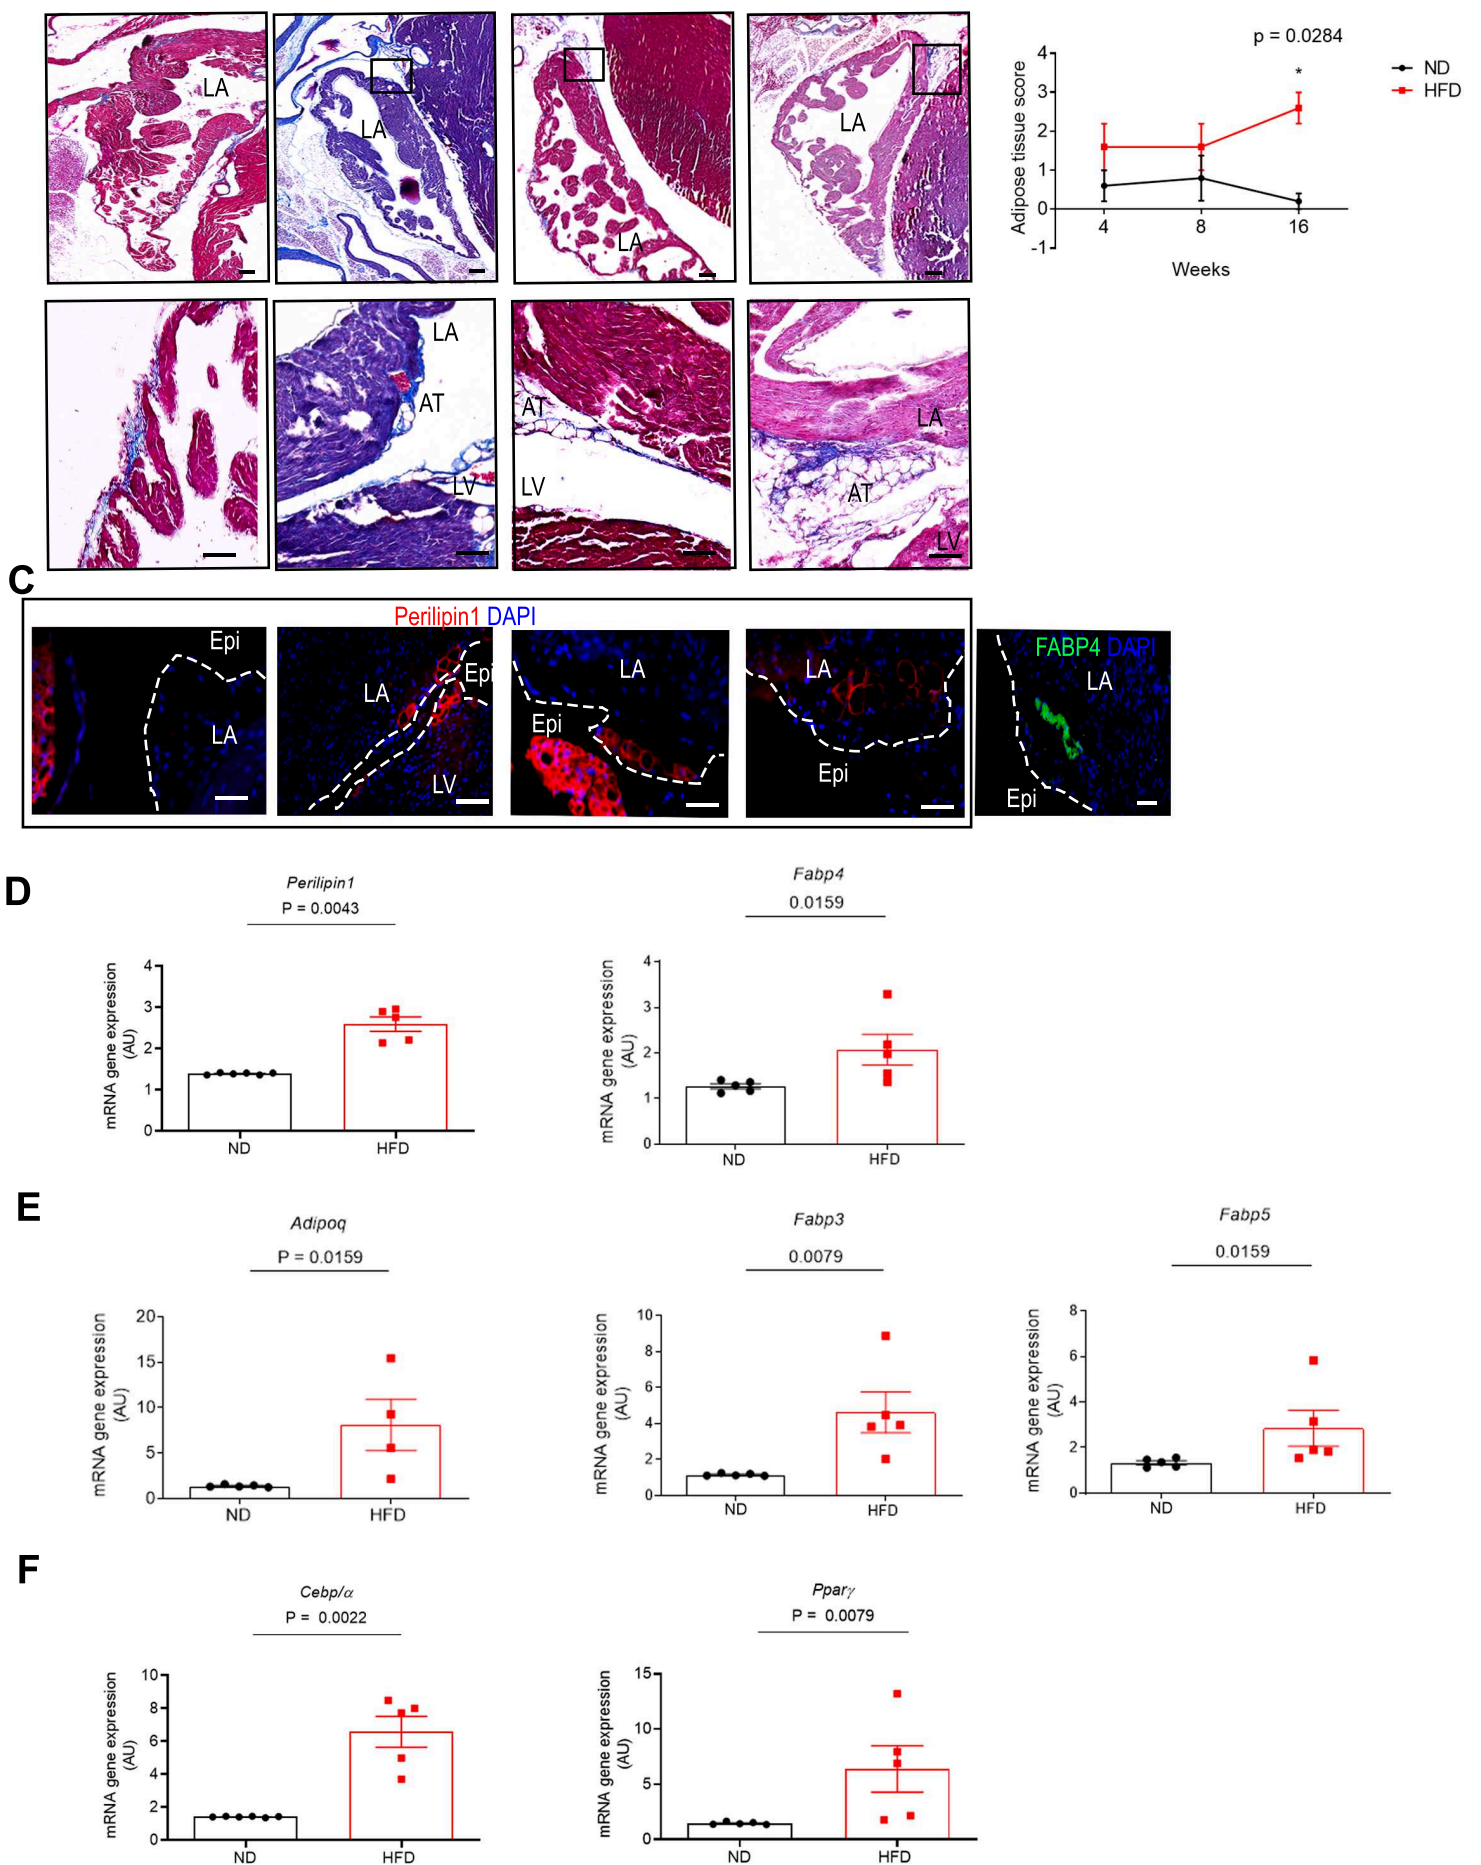 LA
LA
LA
LA
p = 0.0284
*
Adipose tissue score
4
3
2
1
0
-1
4
8
16
Weeks
ND
HFD
LA
AT
LV
AT
LV
LA
AT
LV
C
Perilipin1 DAPI
Epi
LA
LA
Epi
LV
LA
Epi
LA
Epi
FABP4 DAPI
LA
Epi
D
Perilipin1
P = 0.0043
mRNA gene expression
(AU)
4
3
2
1
0
ND
HFD
Fabp4
0.0159
mRNA gene expression
(AU)
4
3
2
1
0
ND
HFD
E
Adipoq
P = 0.0159
mRNA gene expression
(AU)
20
15
10
5
0
ND
HFD
Fabp3
0.0079
mRNA gene expression
(AU)
10
8
6
4
2
0
ND
HFD
Fabp5
0.0159
mRNA gene expression
(AU)
8
6
4
2
0
ND
HFD
F
Cebp/α
P = 0.0022
mRNA gene expression
(AU)
10
8
6
4
2
0
ND
HFD
Pparγ
P = 0.0079
mRNA gene expression
(AU)
15
10
5
0
ND
HFD